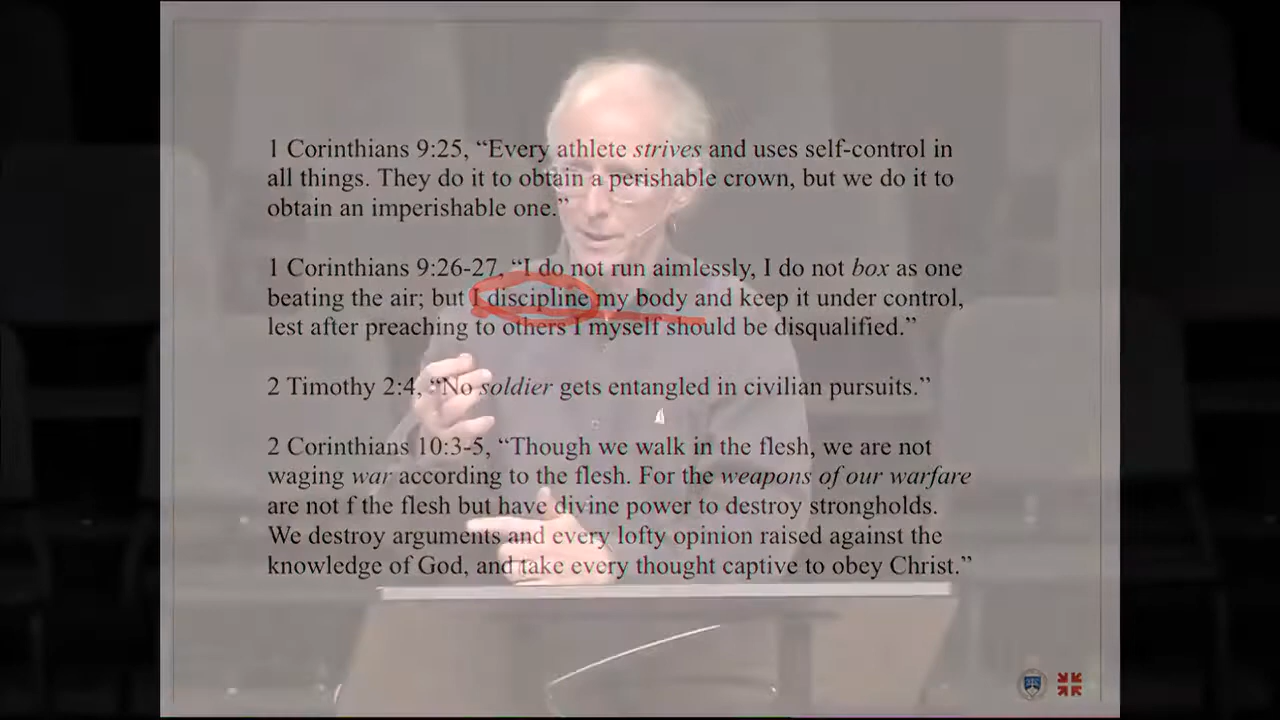 1 Corinthians 9:25, “Every athlete strives and uses self-control in
all things. They do it to obtain a perishable crown, but we do it to
obtain an imperishable one.”
1 Corinthians 9:26-27, “I do not run aimlessly, I do not box as one
beating the air; but I discipline my body and keep it under control,
lest after preaching to others I myself should be disqualified.”
2 Timothy 2:4, “No soldier gets entangled in civilian pursuits.”
2 Corinthians 10:3-5, “Though we walk in the flesh, we are not
waging war according to the flesh. For the weapons of our warfare
are not f the flesh but have divine power to destroy strongholds.
We destroy arguments and every lofty opinion raised against the
knowledge of God, and take every thought captive to obey Christ.”